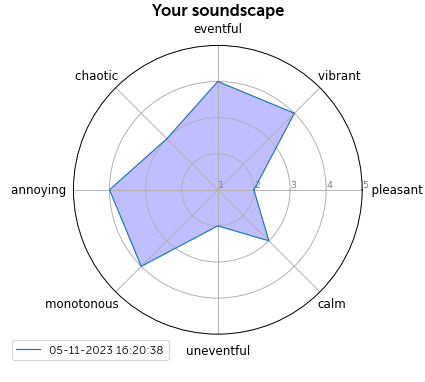 Your soundscape
eventful
chaotic
vibrant
annoying
1
2
3
4
5
pleasant
monotonous
calm
uneventful
05-11-2023 16:20:38